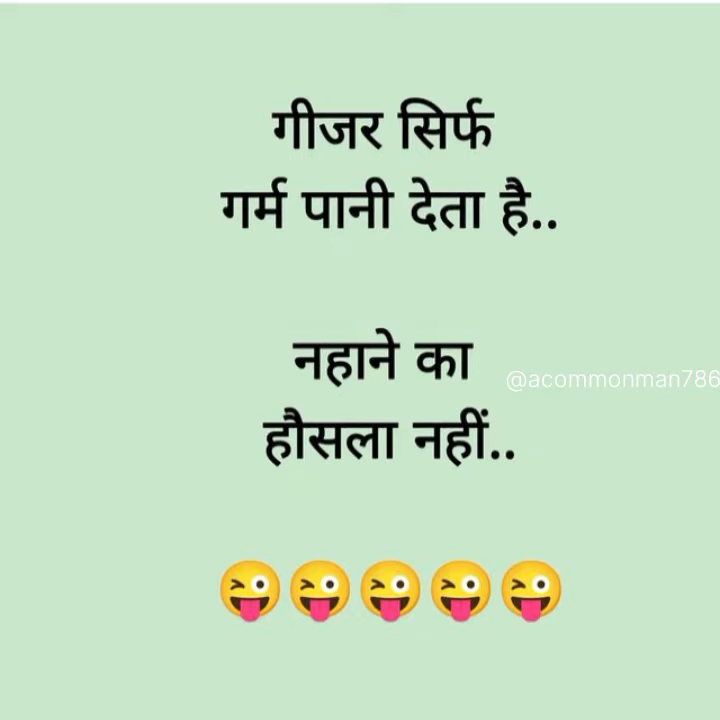 गीजर सिर्फ
गर्म पानी देता है..
नहाने का
@acommonman786
हौसला नहीं..
😜😜😜😜😜